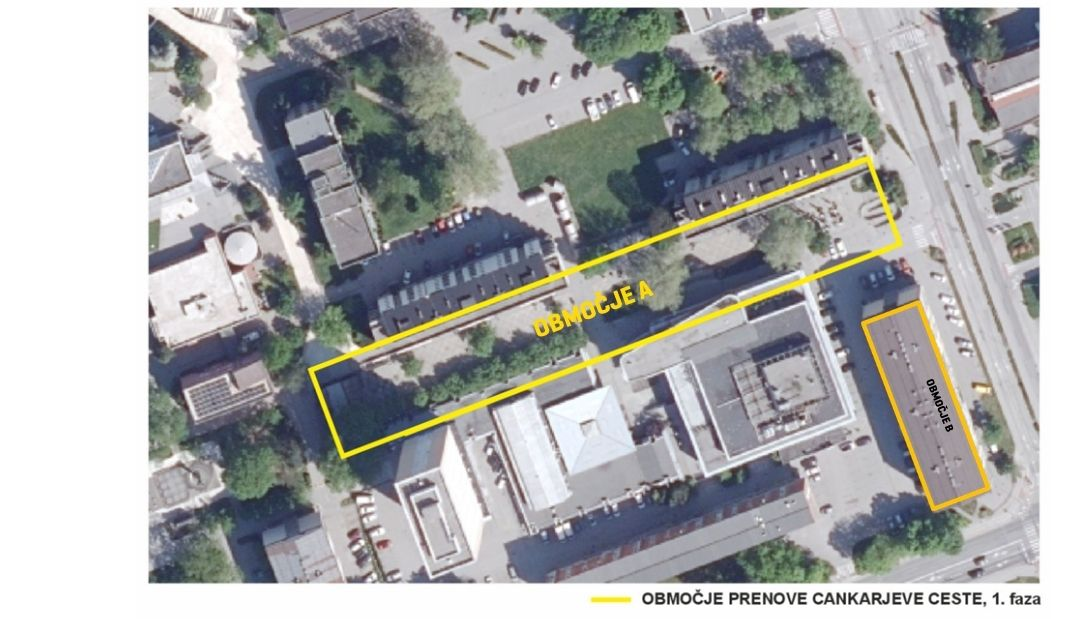 OBMOČJE A
OBMOČJE B
OBMOČJE PRENOVE CANKARJEVE CESTE, 1. faza